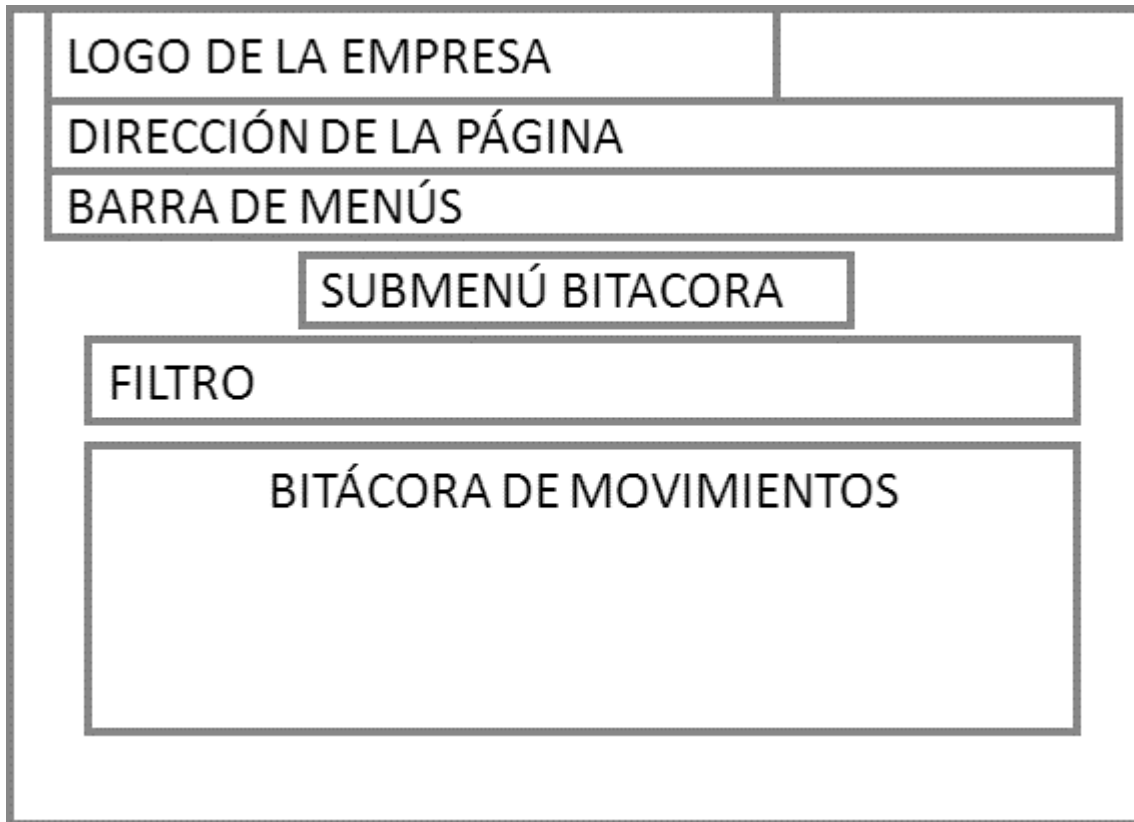 LOGO DE LA EMPRESA
DIRECCIÓN DE LA PÁGINA
BARRA DE MENÚS
SUBMENÚ BITACORA
FILTRO
BITÁCORA DE MOVIMIENTOS